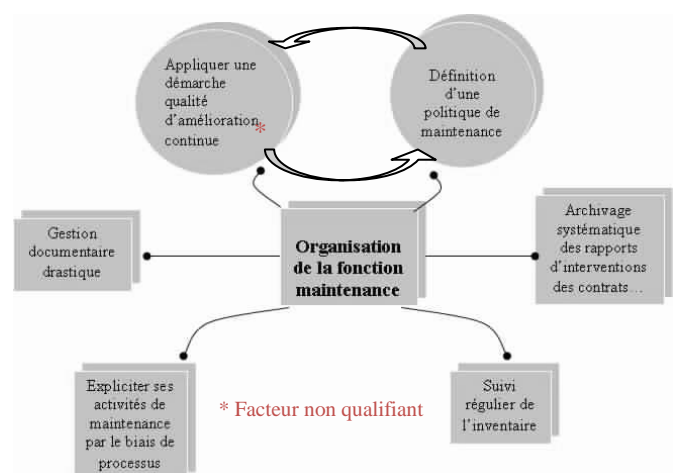 Appliquer une
démarche
qualité
d'amélioration
continue *
Définition
d'une
politique de
maintenance
Gestion
documentaire
drastique
Organisation
de la fonction
maintenance
Archivage
systématique
des rapports
d'interventions
des contrats...
Expliciter ses
activités de
maintenance
par le biais de
processus
* Facteur non qualifiant
Suivi
régulier de
l'inventaire